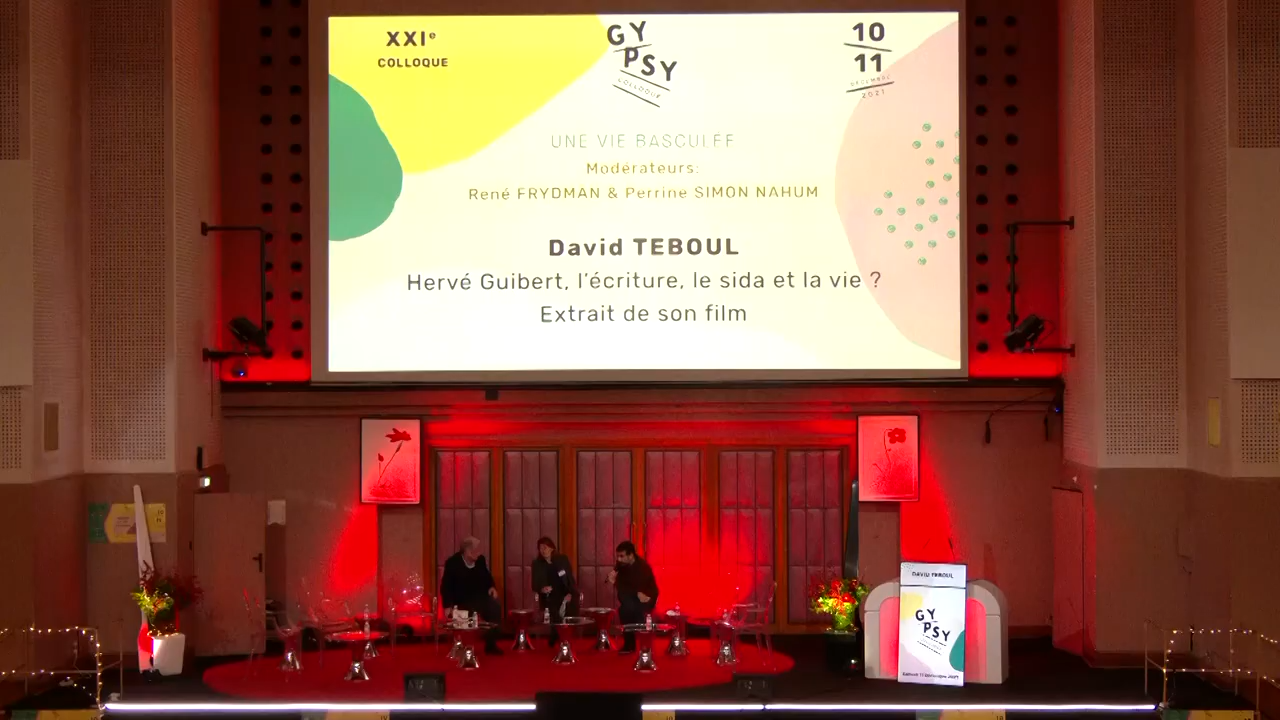 XXIe
COLLOQUE
GY
PSY
COLLOQUE
10
11
DÉCEMBRE
2021
UNE VIE BASCULÉE
Modérateurs:
René FRYDMAN & Perrine SIMON NAHUM
David TEBOUL
Hervé Guibert, l'écriture, le sida et la vie ?
Extrait de son film
DAVID TEBOUL
GY
PSY